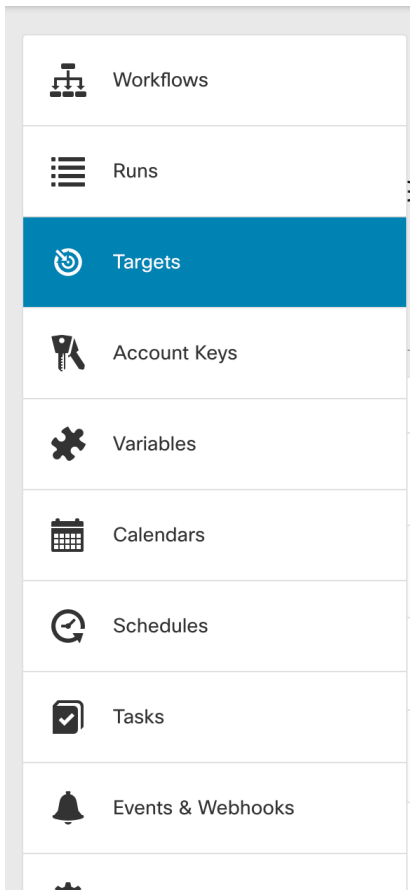 Workflows
Runs
Targets
Account Keys
Variables
Calendars
Schedules
Tasks
Events & Webhooks